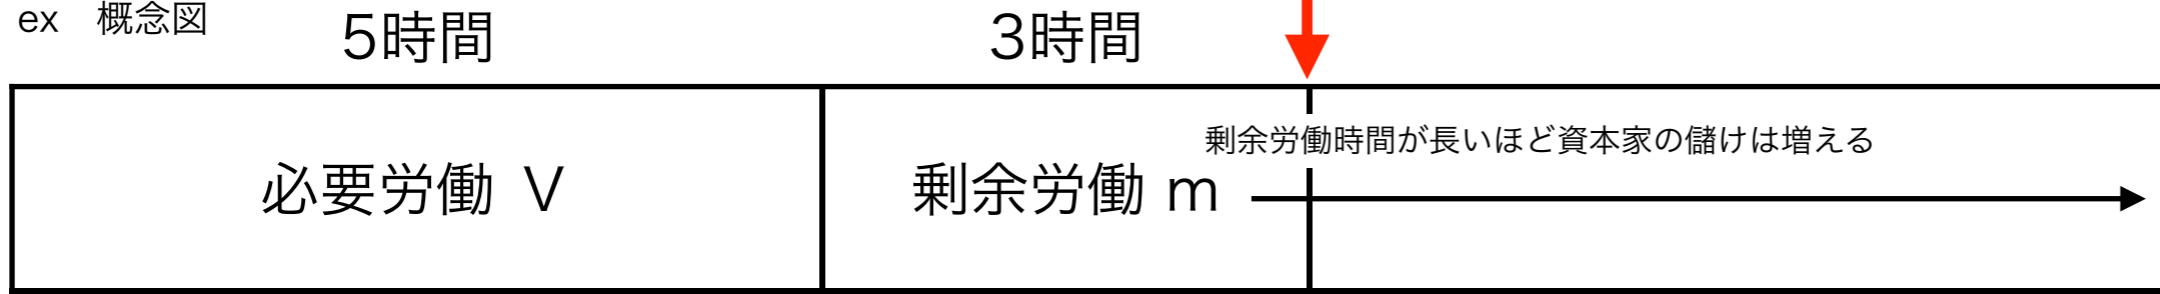 ex　概念図
5時間
3時間
剰余労働時間が長いほど資本家の儲けは増える
必要労働 V
剰余労働 m